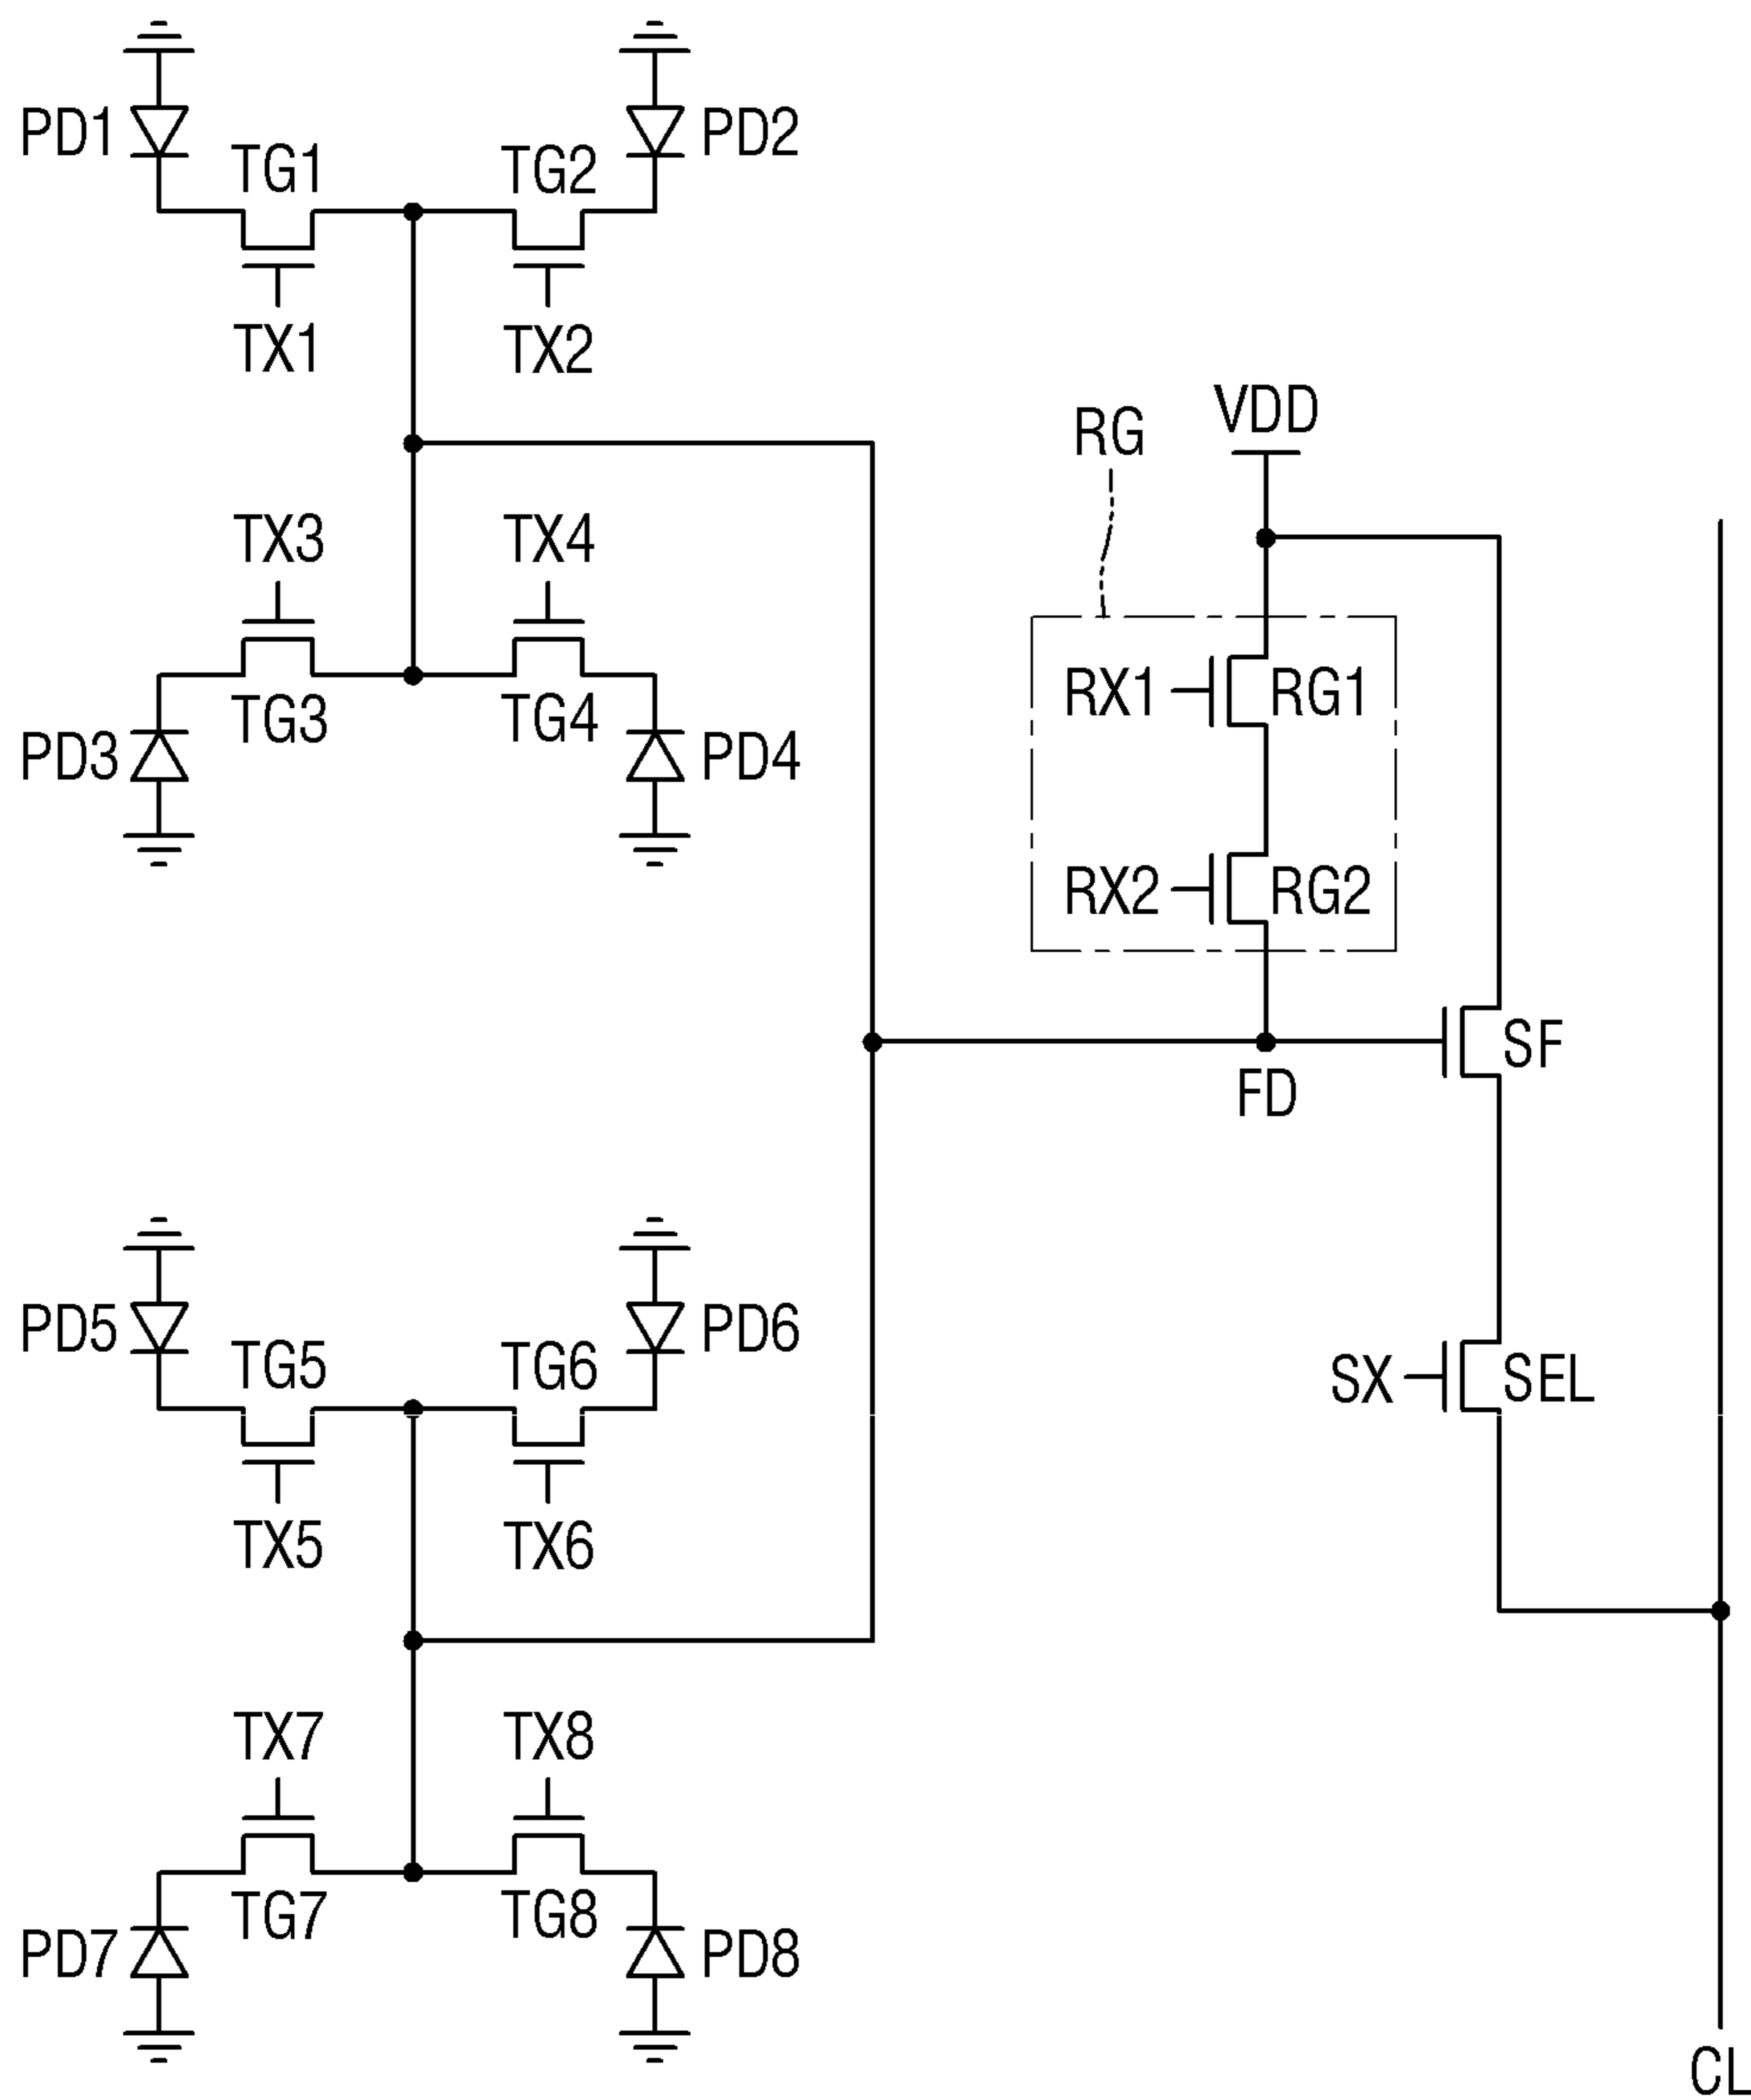 PD1
TG1
TG2
PD2
TX1
TX2
RG
VDD
TX3
TX4
RX1
RG1
PD3
TG3
TG4
PD4
RX2
RG2
SF
FD
PD5
TG5
TG6
PD6
SX
SEL
TX5
TX6
TX7
TX8
PD7
TG7
TG8
PD8
CL